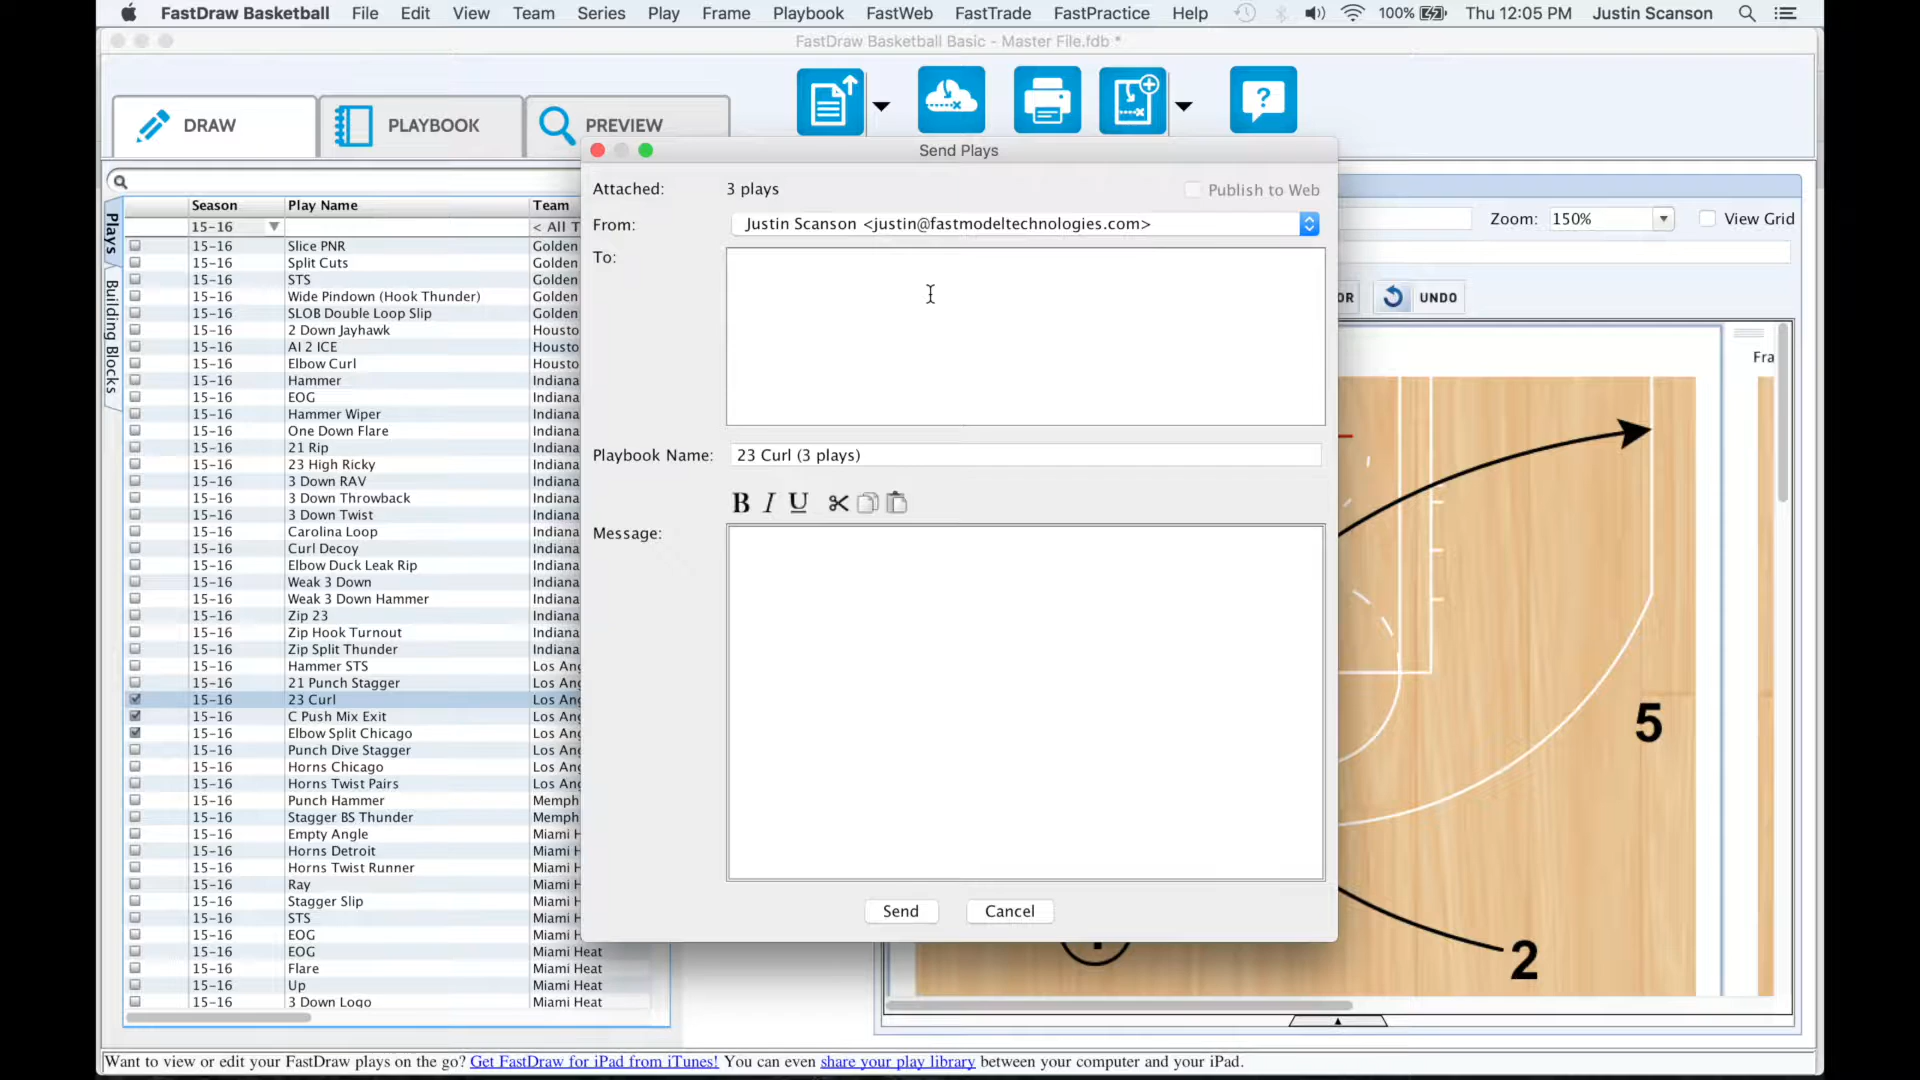 FastDraw Basketball File Edit View Team Series Play Frame Playbook FastWeb FastTrade FastPractice Help 100% Thu 12:05 PM Justin Scanson
FastDraw Basketball Basic - Master File.fdb *
DRAW PLAYBOOK PREVIEW
Send Plays
Attached: 3 plays Publish to Web
From: Justin Scanson <justin@fastmodeltechnologies.com>
To:
Playbook Name: 23 Curl (3 plays)
B I U
Message:
Send Cancel
Zoom: 150% View Grid
OR UNDO
Fra
5
2
Plays
Building Blocks
Season Play Name Team
15-16 < All T
15-16 Slice PNR Golden
15-16 Split Cuts Golden
15-16 STS Golden
15-16 Wide Pindown (Hook Thunder) Golden
15-16 SLOB Double Loop Slip Golden
15-16 2 Down Jayhawk Housto
15-16 AI 2 ICE Housto
15-16 Elbow Curl Housto
15-16 Hammer Indiana
15-16 EOG Indiana
15-16 Hammer Wiper Indiana
15-16 One Down Flare Indiana
15-16 21 Rip Indiana
15-16 23 High Ricky Indiana
15-16 3 Down RAV Indiana
15-16 3 Down Throwback Indiana
15-16 3 Down Twist Indiana
15-16 Carolina Loop Indiana
15-16 Curl Decoy Indiana
15-16 Elbow Duck Leak Rip Indiana
15-16 Weak 3 Down Indiana
15-16 Weak 3 Down Hammer Indiana
15-16 Zip 23 Indiana
15-16 Zip Hook Turnout Indiana
15-16 Zip Split Thunder Indiana
15-16 Hammer STS Los Ang
15-16 21 Punch Stagger Los Ang
15-16 23 Curl Los Ang
15-16 C Push Mix Exit Los Ang
15-16 Elbow Split Chicago Los Ang
15-16 Punch Dive Stagger Los Ang
15-16 Horns Chicago Los Ang
15-16 Horns Twist Pairs Los Ang
15-16 Punch Hammer Memph
15-16 Stagger BS Thunder Memph
15-16 Empty Angle Miami H
15-16 Horns Detroit Miami H
15-16 Horns Twist Runner Miami H
15-16 Ray Miami H
15-16 Stagger Slip Miami H
15-16 STS Miami H
15-16 EOG Miami H
15-16 EOG Miami Heat
15-16 Flare Miami Heat
15-16 Up Miami Heat
15-16 3 Down Logo Miami Heat
Want to view or edit your FastDraw plays on the go? Get FastDraw for iPad from iTunes! You can even share your play library between your computer and your iPad.